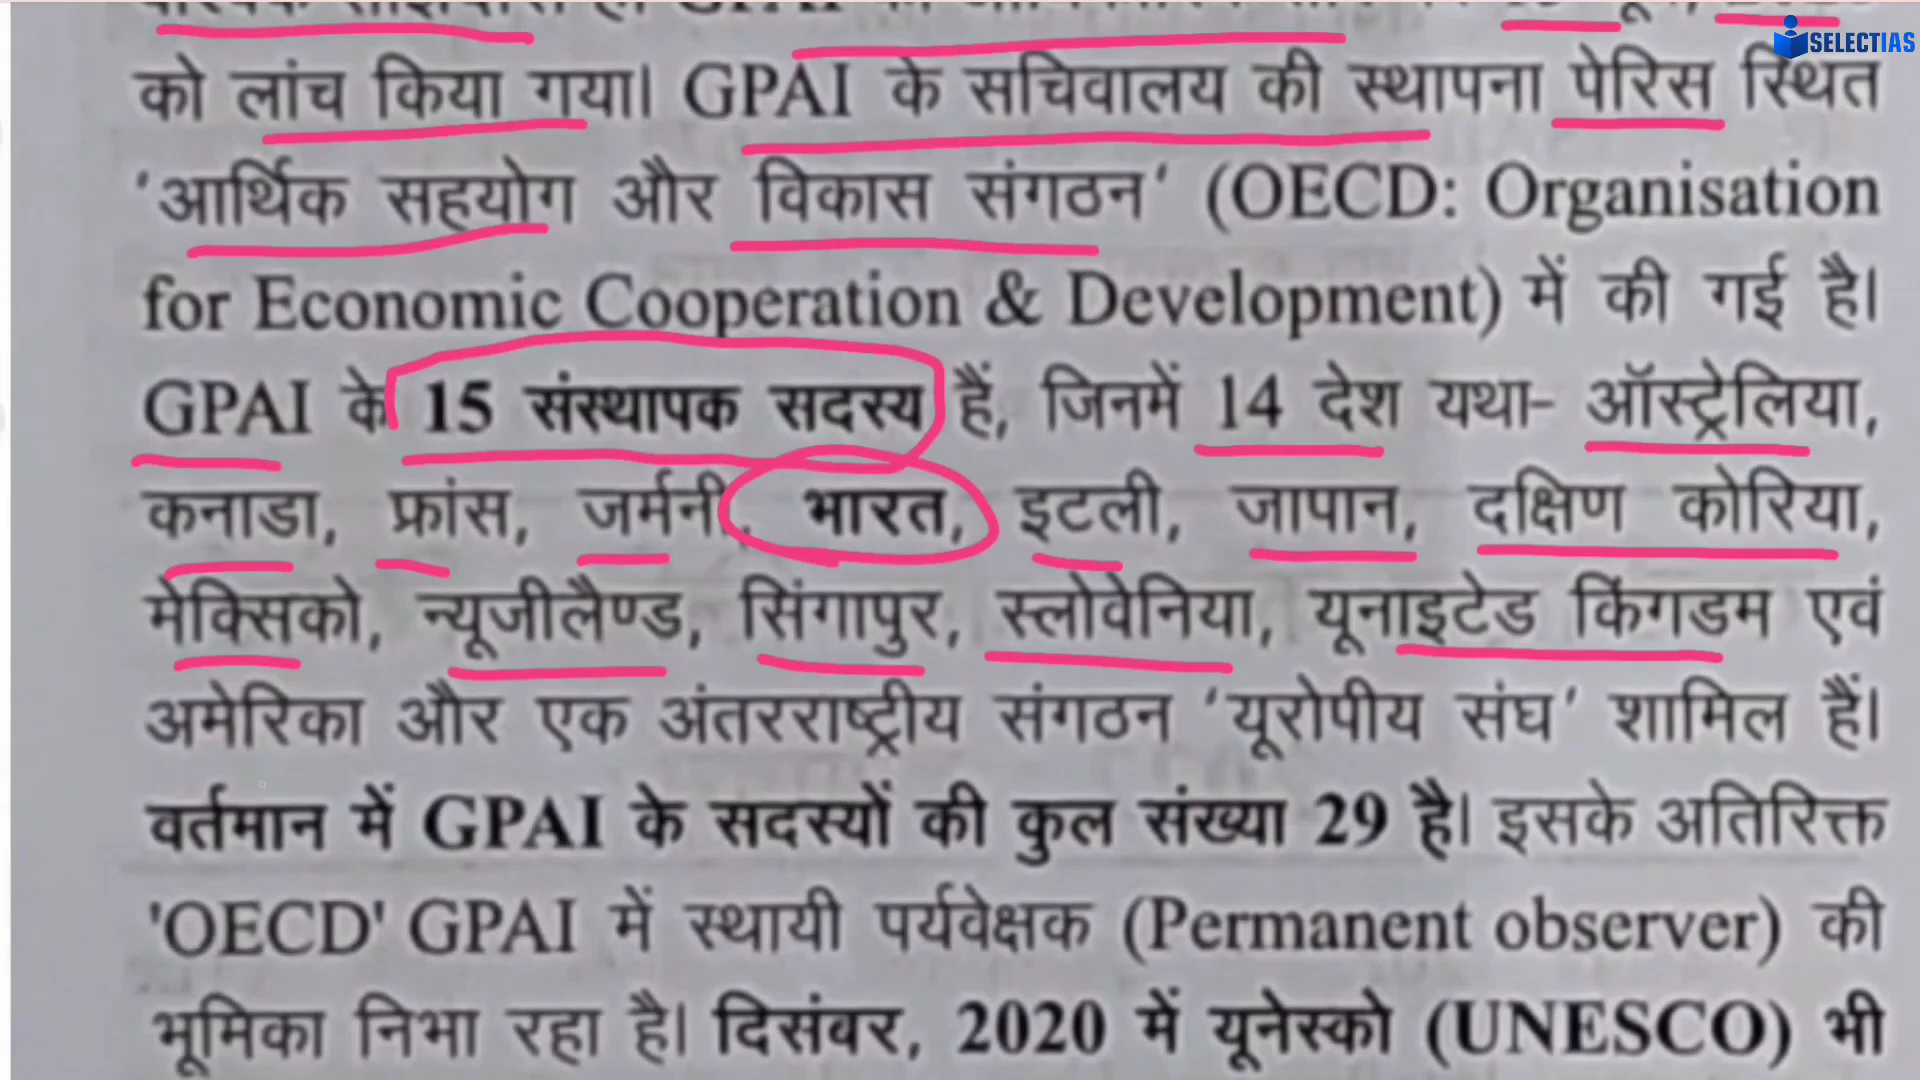 SELECTIAS
को लांच किया गया। GPAI के सचिवालय की स्थापना पेरिस स्थित
‘आर्थिक सहयोग और विकास संगठन’ (OECD: Organisation
for Economic Cooperation & Development) में की गई है।
GPAI के 15 संस्थापक सदस्य हैं, जिनमें 14 देश यथा- ऑस्ट्रेलिया,
कनाडा, फ्रांस, जर्मनी, भारत, इटली, जापान, दक्षिण कोरिया,
मेक्सिको, न्यूजीलैण्ड, सिंगापुर, स्लोवेनिया, यूनाइटेड किंगडम एवं
अमेरिका और एक अंतरराष्ट्रीय संगठन ‘यूरोपीय संघ’ शामिल हैं।
वर्तमान में GPAI के सदस्यों की कुल संख्या 29 है। इसके अतिरिक्त
'OECD' GPAI में स्थायी पर्यवेक्षक (Permanent observer) की
भूमिका निभा रहा है। दिसंबर, 2020 में यूनेस्को (UNESCO) भी